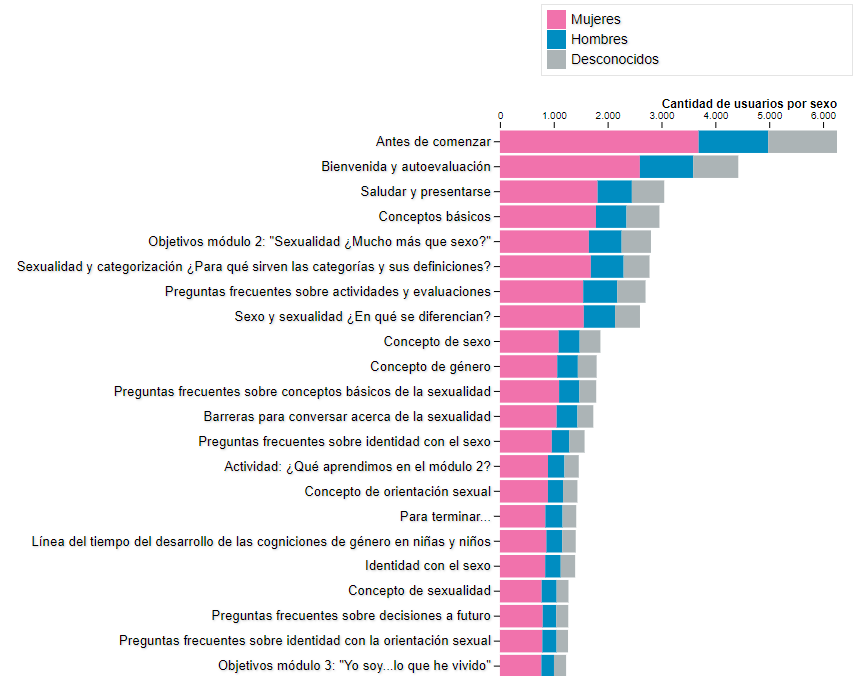 Mujeres
Hombres
Desconocidos
Cantidad de usuarios por sexo
0 1.000 2.000 3.000 4.000 5.000 6.000
Antes de comenzar
Bienvenida y autoevaluación
Saludar y presentarse
Conceptos básicos
Objetivos módulo 2: "Sexualidad ¿Mucho más que sexo?"
Sexualidad y categorización ¿Para qué sirven las categorías y sus definiciones?
Preguntas frecuentes sobre actividades y evaluaciones
Sexo y sexualidad ¿En qué se diferencian?
Concepto de sexo
Concepto de género
Preguntas frecuentes sobre conceptos básicos de la sexualidad
Barreras para conversar acerca de la sexualidad
Preguntas frecuentes sobre identidad con el sexo
Actividad: ¿Qué aprendimos en el módulo 2?
Concepto de orientación sexual
Para terminar...
Línea del tiempo del desarrollo de las cogniciones de género en niñas y niños
Identidad con el sexo
Concepto de sexualidad
Preguntas frecuentes sobre decisiones a futuro
Preguntas frecuentes sobre identidad con la orientación sexual
Objetivos módulo 3: "Yo soy...lo que he vivido"